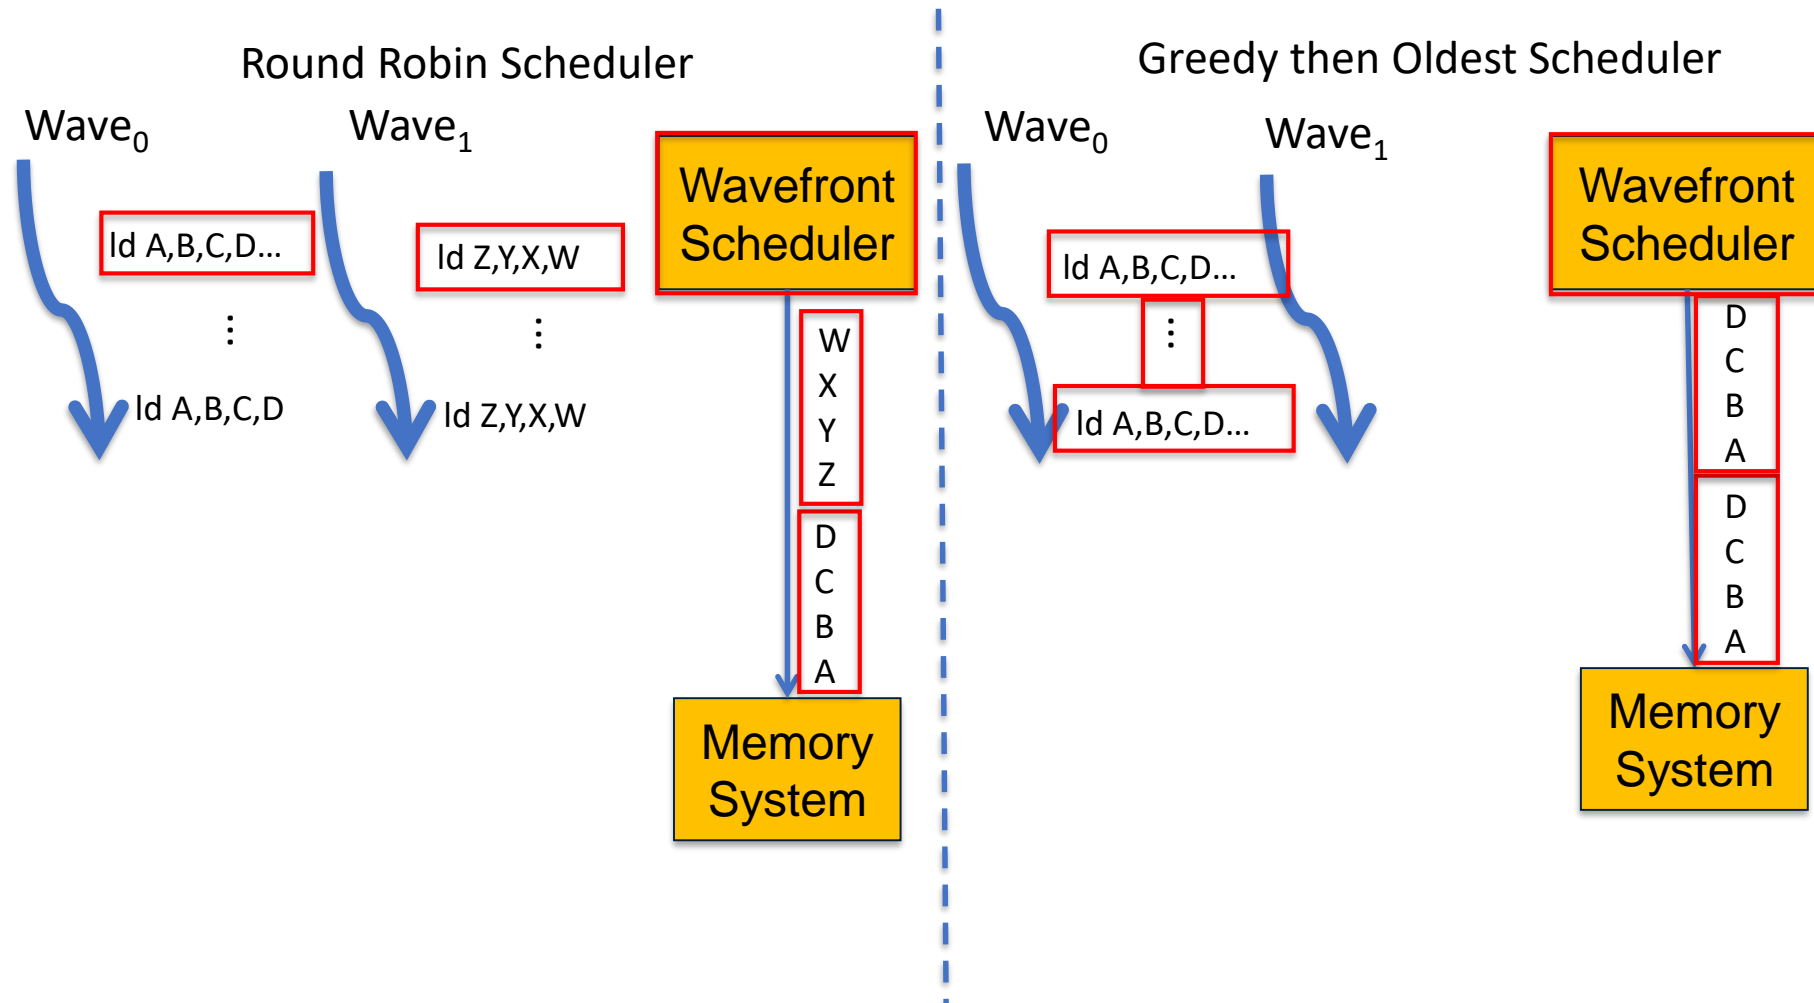 Round Robin Scheduler
Wave0
Wave1
ld A,B,C,D...
ld Z,Y,X,W
⋮
⋮
ld A,B,C,D
ld Z,Y,X,W
Wavefront
Scheduler
W
X
Y
Z
D
C
B
A
Memory
System
Greedy then Oldest Scheduler
Wave0
Wave1
ld A,B,C,D...
⋮
ld A,B,C,D...
Wavefront
Scheduler
D
C
B
A
D
C
B
A
Memory
System